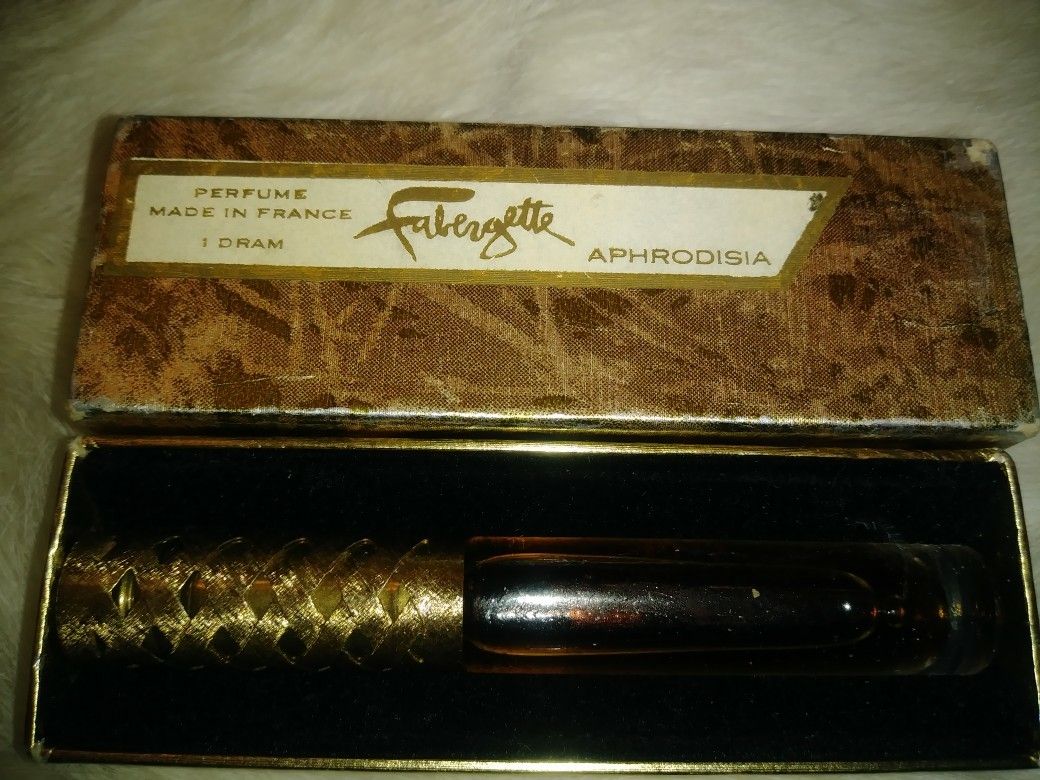 PERFUME
MADE IN FRANCE
1 DRAM
Fabergette
APHRODISIA